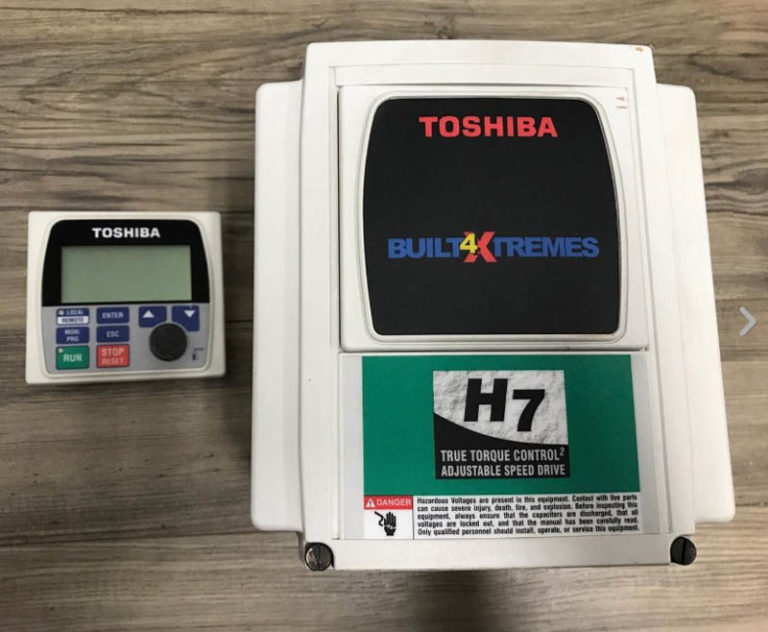 TOSHIBA
LOCAL
REMOTE
ENTER
MON/
PRG
ESC
RUN
STOP
RESET
TOSHIBA
BUILT4XTREMES
H7
TRUE TORQUE CONTROL²
ADJUSTABLE SPEED DRIVE
DANGER
Hazardous Voltages are present in this equipment. Contact with live parts
can cause severe injury, death, fire, and explosion. Before inspecting this
equipment, always ensure that the capacitors are discharged, that all
voltages are locked out, and that the manual has been carefully read.
Only qualified personnel should install, operate, or service this equipment.